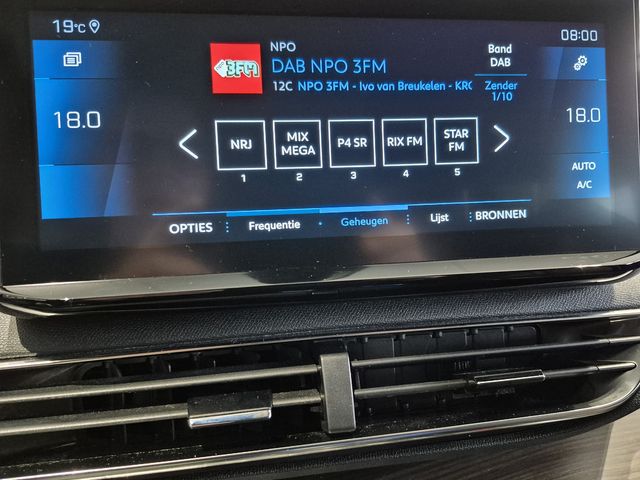 19°C
08:00
NPO
DAB NPO 3FM
12C NPO 3FM - Ivo van Breukelen - KRO
3FM
Band
DAB
Zender
1/10
18.0
18.0
NRJ
MIX
MEGA
P4 SR
RIX FM
STAR
FM
1 2 3 4 5
AUTO
A/C
OPTIES Frequentie Geheugen Lijst BRONNEN